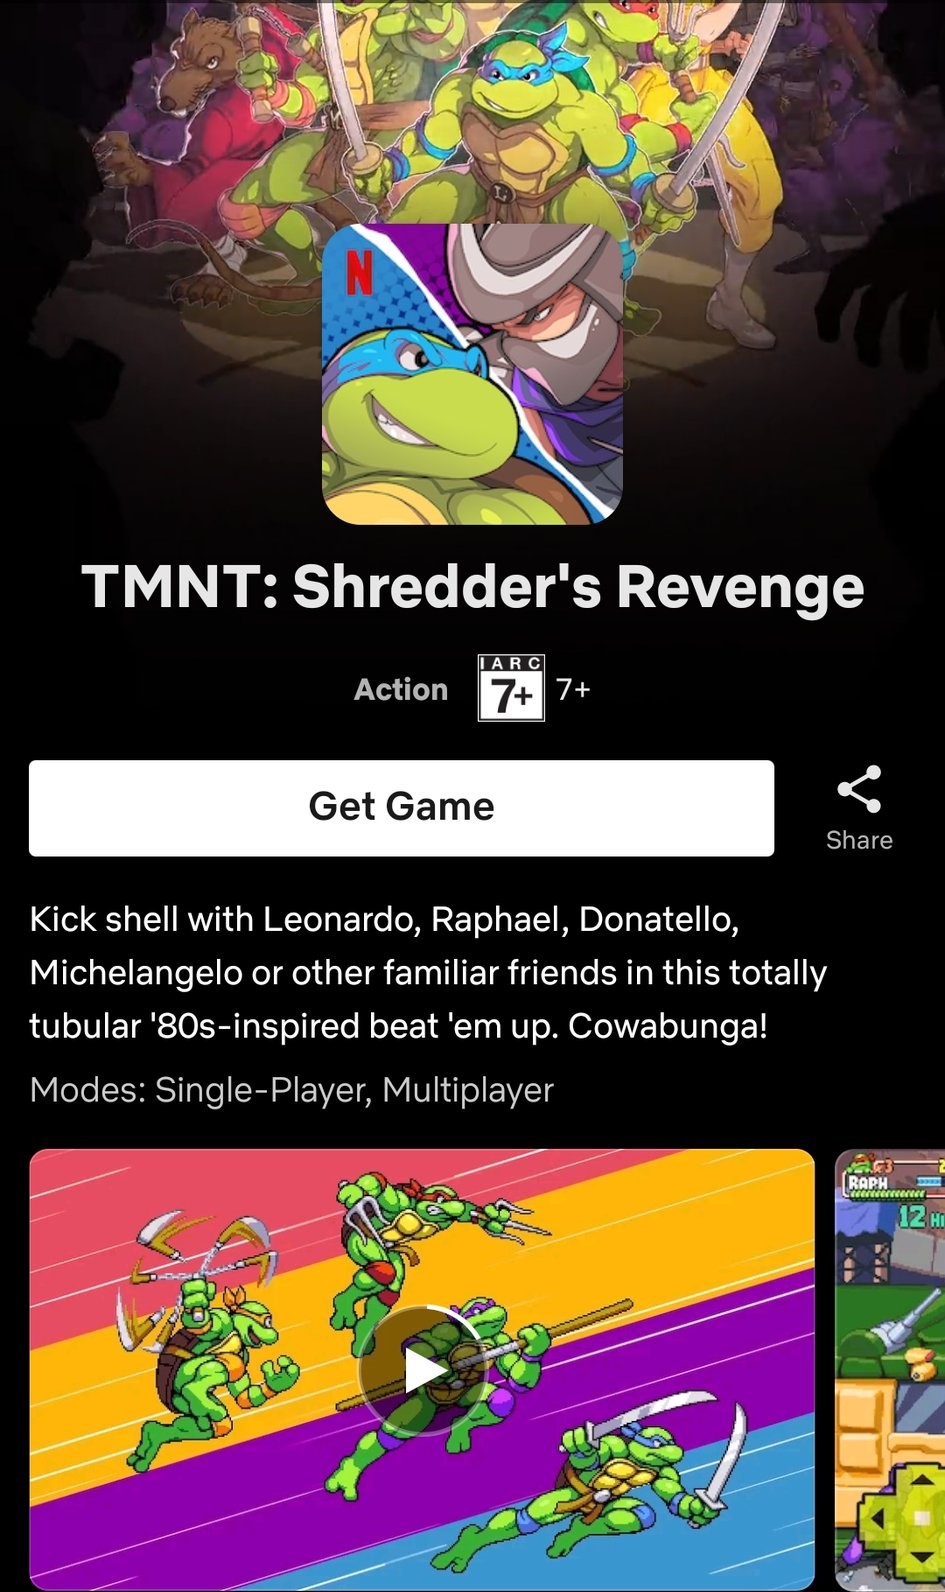 L
N
TMNT: Shredder's Revenge
Action
IARC
7+
7+
Get Game
Share
Kick shell with Leonardo, Raphael, Donatello,
Michelangelo or other familiar friends in this totally
tubular '80s-inspired beat 'em up. Cowabunga!
Modes: Single-Player, Multiplayer
RAPH
12